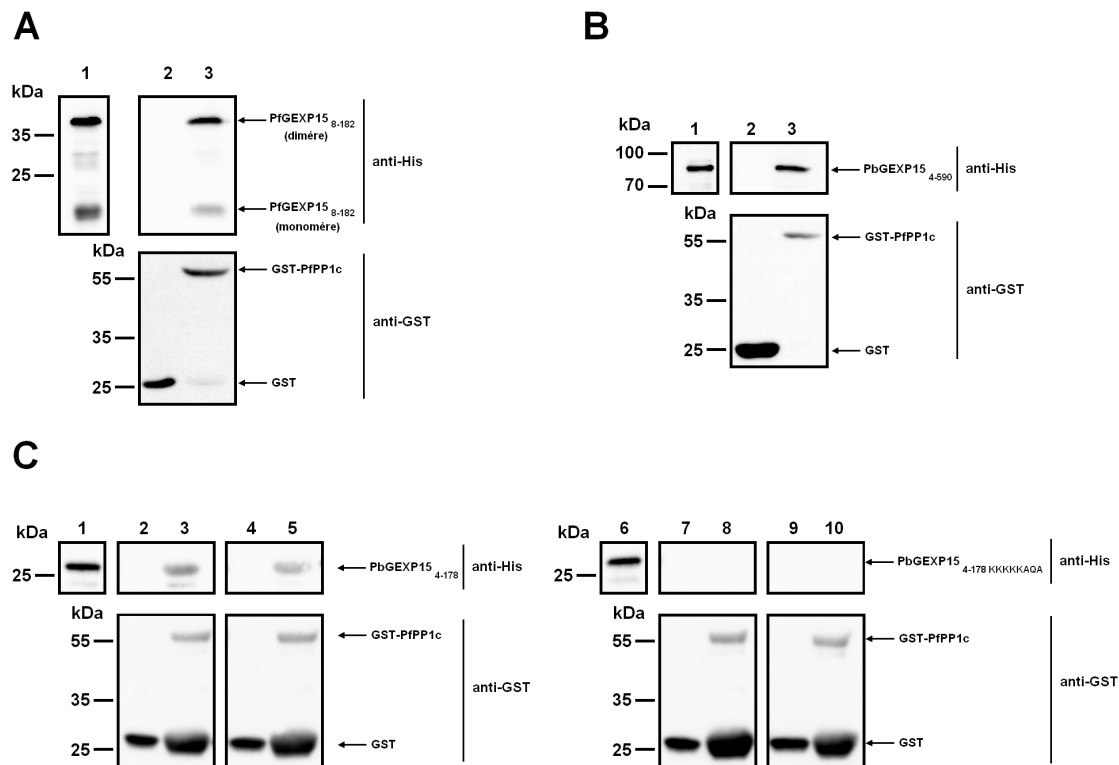 A
1 2 3
kDa
35
25
PfGEXP15 8-182
(dimère)
anti-His
PfGEXP15 8-182
(monomère)
kDa
55
35
25
GST-PfPP1c
anti-GST
GST
B
1 2 3
kDa
100
70
PbGEXP15 4-590
anti-His
kDa
55
35
25
GST-PfPP1c
anti-GST
GST
C
1 2 3 4 5
kDa
25
PbGEXP15 4-178
anti-His
kDa
55
35
25
GST-PfPP1c
anti-GST
GST
6 7 8 9 10
kDa
25
PbGEXP15 4-178 KKKKKAQA
anti-His
kDa
55
35
25
GST-PfPP1c
anti-GST
GST